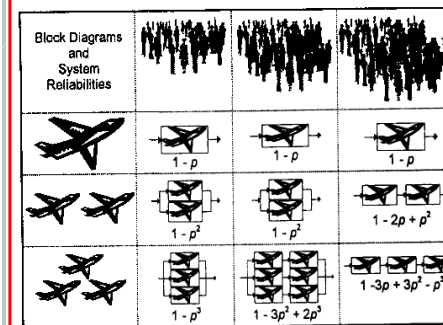 Block Diagrams
and
System
Reliabilities
1 - p
1 - p
1 - p
1 - p²
1 - p²
1 - 2p + p²
1 - p³
1 - 3p² + 2p³
1 -3p + 3p² - p³